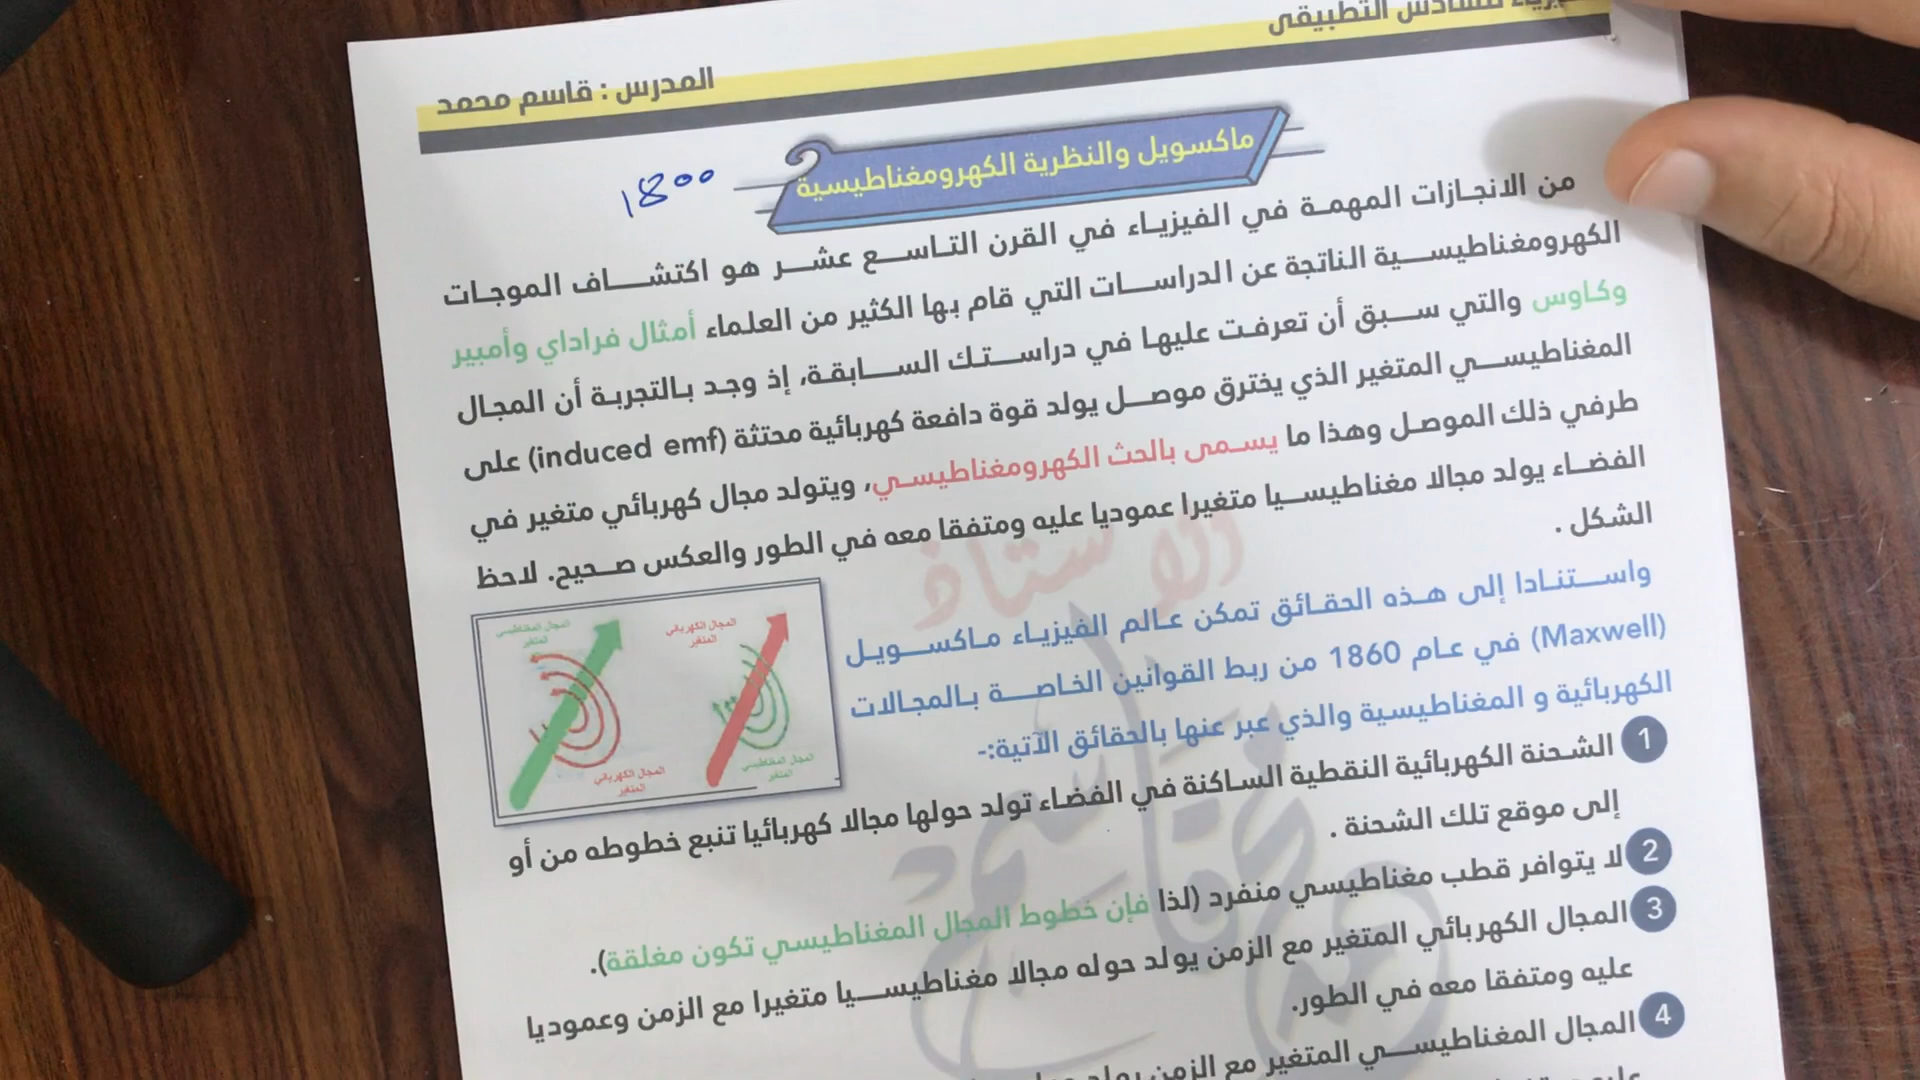 للسادس التطبيقي
المدرس : قاسم محمد
ماكسويل والنظرية الكهرومغناطيسية
1800
من الانجازات المهمة في الفيزياء في القرن التاسع عشر هو اكتشاف الموجات
الكهرومغناطيسية الناتجة عن الدراسات التي قام بها الكثير من العلماء أمثال فراداي وأمبير
وكاوس والتي سبق أن تعرفت عليها في دراستك السابقة، إذ وجد بالتجربة أن المجال
المغناطيسي المتغير الذي يخترق موصل يولد قوة دافعة كهربائية محتثة (induced emf) على
طرفي ذلك الموصل وهذا ما يسمى بالحث الكهرومغناطيسي، ويتولد مجال كهربائي متغير في
الفضاء يولد مجالا مغناطيسيا متغيرا عموديا عليه ومتفقا معه في الطور والعكس صحيح. لاحظ
الشكل .
الاستاذ
واستنادا إلى هذه الحقائق تمكن عالم الفيزياء ماكسويل
(Maxwell) في عام 1860 من ربط القوانين الخاصة بالمجالات
الكهربائية و المغناطيسية والذي عبر عنها بالحقائق الآتية:-
المجال الكهربائي
المتغير
المجال المغناطيسي
المتغير
المجال المغناطيسي
المتغير
المجال الكهربائي
المتغير
1 الشحنة الكهربائية النقطية الساكنة في الفضاء تولد حولها مجالا كهربائيا تنبع خطوطه من أو
إلى موقع تلك الشحنة .
2 لا يتوافر قطب مغناطيسي منفرد (لذا فإن خطوط المجال المغناطيسي تكون مغلقة).
3 المجال الكهربائي المتغير مع الزمن يولد حوله مجالا مغناطيسيا متغيرا مع الزمن وعموديا
عليه ومتفقا معه في الطور.
4 المجال المغناطيسي المتغير مع الزمن يولد